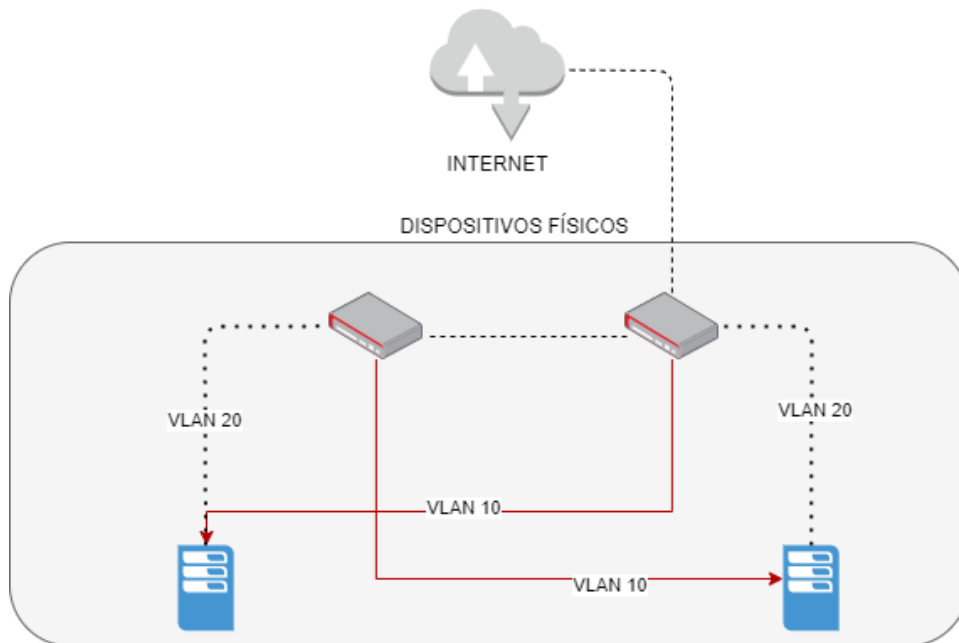 INTERNET
DISPOSITIVOS FÍSICOS
VLAN 20
VLAN 20
VLAN 10
VLAN 10